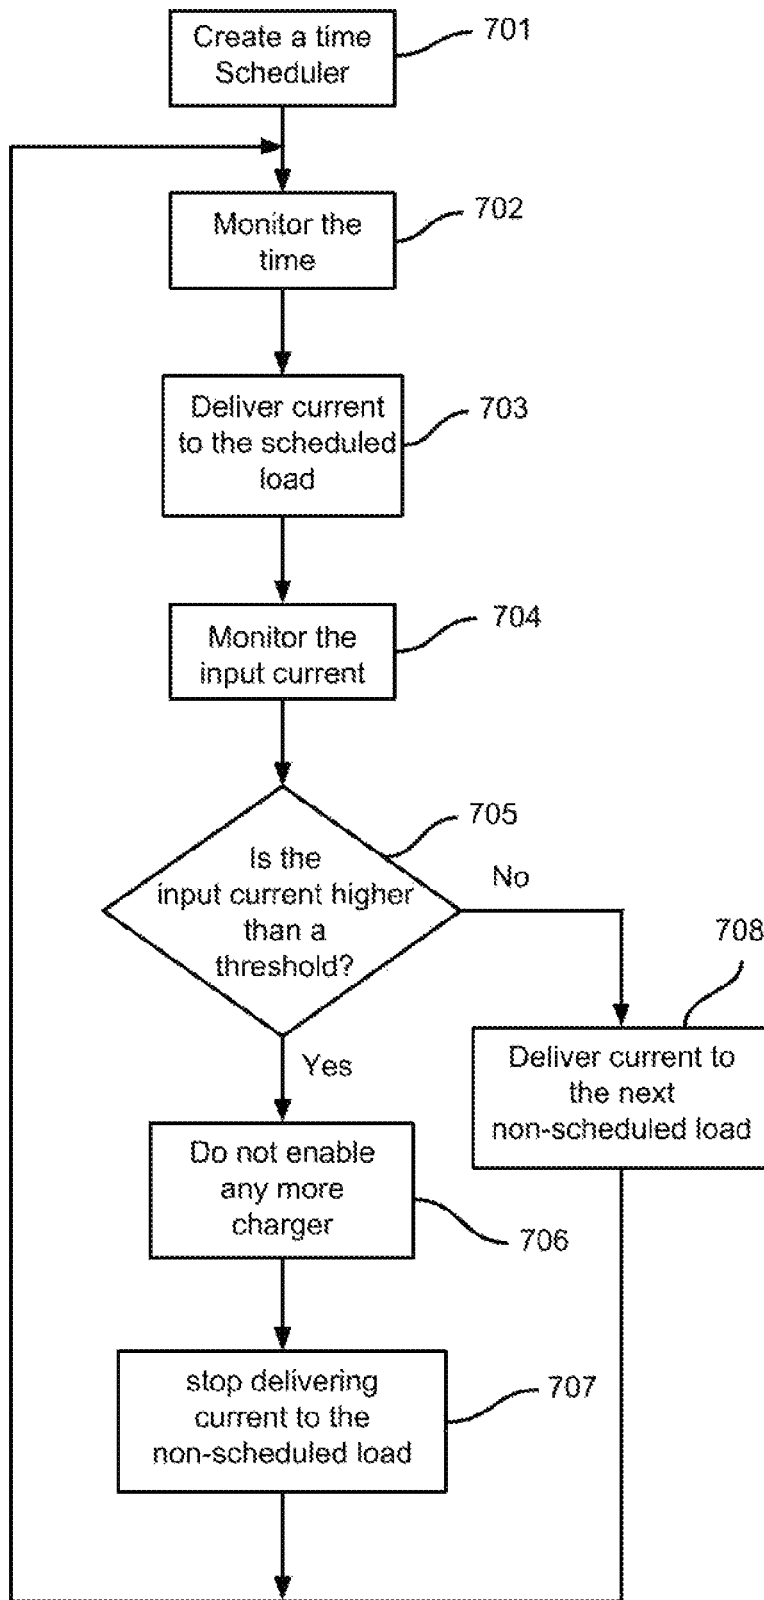 Create a time
Scheduler
701
Monitor the
time
702
Deliver current
to the scheduled
load
703
Monitor the
input current
704
Is the
input current higher
than a
threshold?
705
No
708
Deliver current to
the next
non-scheduled load
Yes
Do not enable
any more
charger
706
stop delivering
current to the
non-scheduled load
707